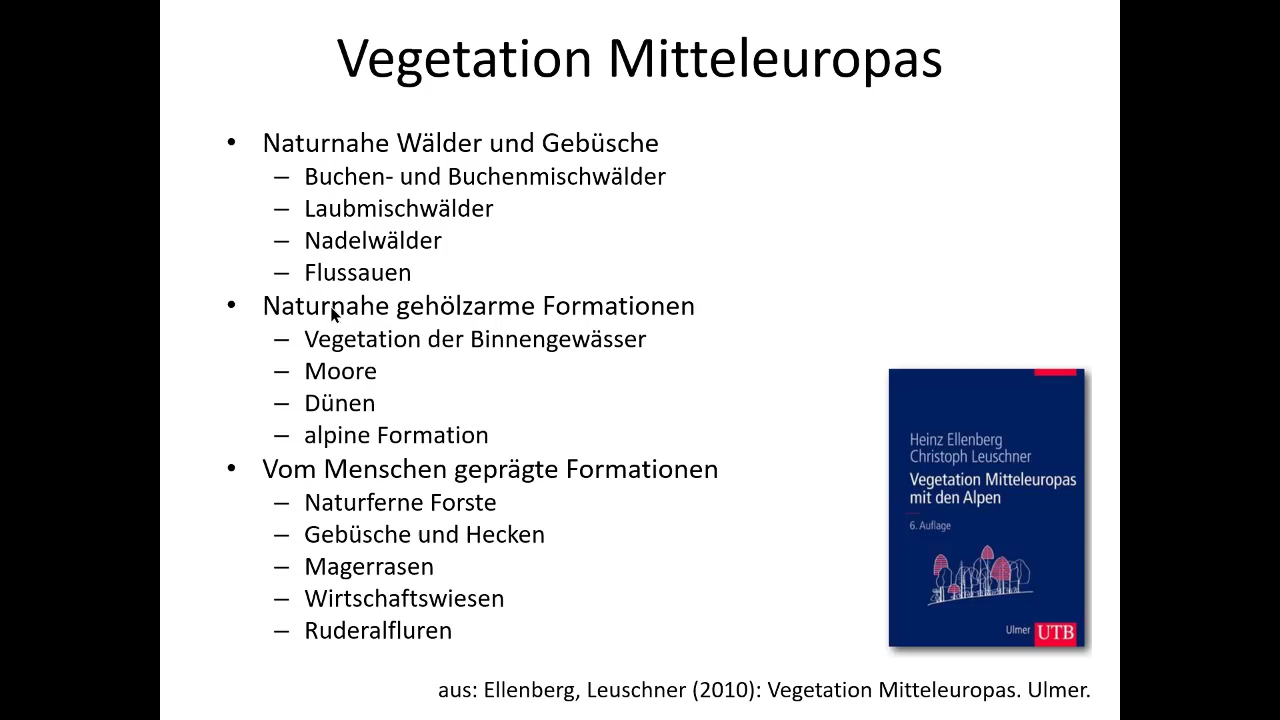 Vegetation Mitteleuropas
• Naturnahe Wälder und Gebüsche
– Buchen- und Buchenmischwälder
– Laubmischwälder
– Nadelwälder
– Flussauen
• Naturnahe gehölzarme Formationen
– Vegetation der Binnengewässer
– Moore
– Dünen
– alpine Formation
• Vom Menschen geprägte Formationen
– Naturferne Forste
– Gebüsche und Hecken
– Magerrasen
– Wirtschaftswiesen
– Ruderalfluren
Heinz Ellenberg
Christoph Leuschner
Vegetation Mitteleuropas
mit den Alpen
6. Auflage
Ulmer UTB
aus: Ellenberg, Leuschner (2010): Vegetation Mitteleuropas. Ulmer.